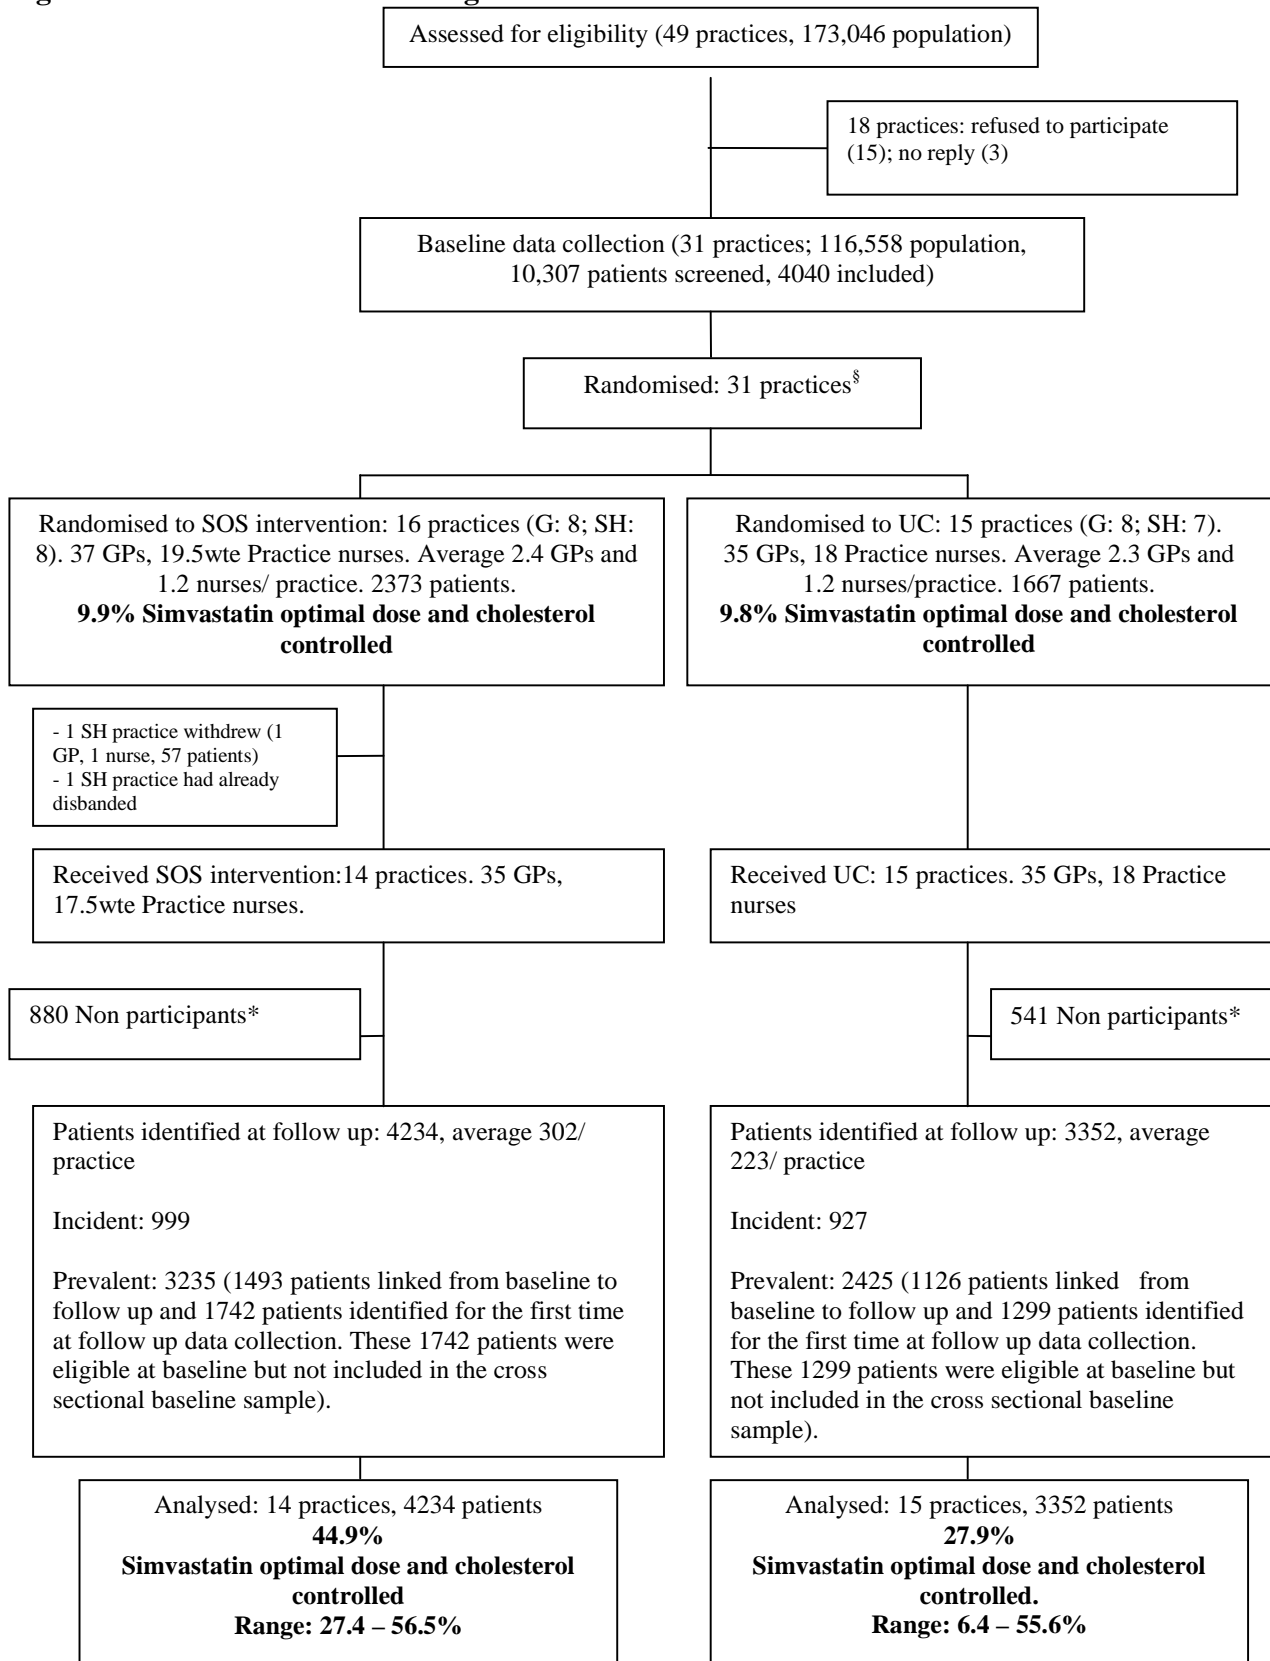 Assessed for eligibility (49 practices, 173,046 population)
18 practices: refused to participate
(15); no reply (3)
Baseline data collection (31 practices; 116,558 population,
10,307 patients screened, 4040 included)
Randomised: 31 practices§
Randomised to SOS intervention: 16 practices (G: 8; SH:
8). 37 GPs, 19.5wte Practice nurses. Average 2.4 GPs and
1.2 nurses/ practice. 2373 patients.
9.9% Simvastatin optimal dose and cholesterol
controlled
Randomised to UC: 15 practices (G: 8; SH: 7).
35 GPs, 18 Practice nurses. Average 2.3 GPs and
1.2 nurses/practice. 1667 patients.
9.8% Simvastatin optimal dose and cholesterol
controlled
- 1 SH practice withdrew (1
GP, 1 nurse, 57 patients)
- 1 SH practice had already
disbanded
Received SOS intervention:14 practices. 35 GPs,
17.5wte Practice nurses.
Received UC: 15 practices. 35 GPs, 18 Practice
nurses
880 Non participants*
541 Non participants*
Patients identified at follow up: 4234, average 302/
practice
Incident: 999
Prevalent: 3235 (1493 patients linked from baseline to
follow up and 1742 patients identified for the first time
at follow up data collection. These 1742 patients were
eligible at baseline but not included in the cross
sectional baseline sample).
Patients identified at follow up: 3352, average
223/ practice
Incident: 927
Prevalent: 2425 (1126 patients linked from
baseline to follow up and 1299 patients identified
for the first time at follow up data collection.
These 1299 patients were eligible at baseline but
not included in the cross sectional baseline
sample).
Analysed: 14 practices, 4234 patients
44.9%
Simvastatin optimal dose and cholesterol
controlled
Range: 27.4 – 56.5%
Analysed: 15 practices, 3352 patients
27.9%
Simvastatin optimal dose and cholesterol
controlled.
Range: 6.4 – 55.6%